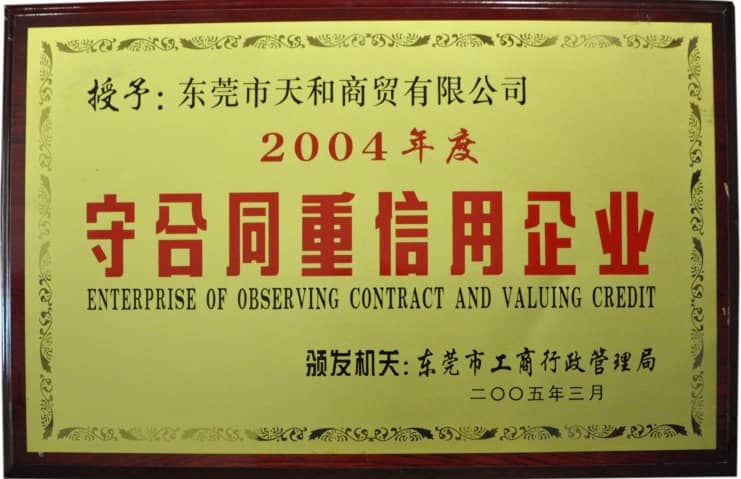 授予：东莞市天和商贸有限公司
2004年度
守合同重信用企业
ENTERPRISE OF OBSERVING CONTRACT AND VALUING CREDIT
颁发机关：东莞市工商行政管理局
二〇〇五年三月